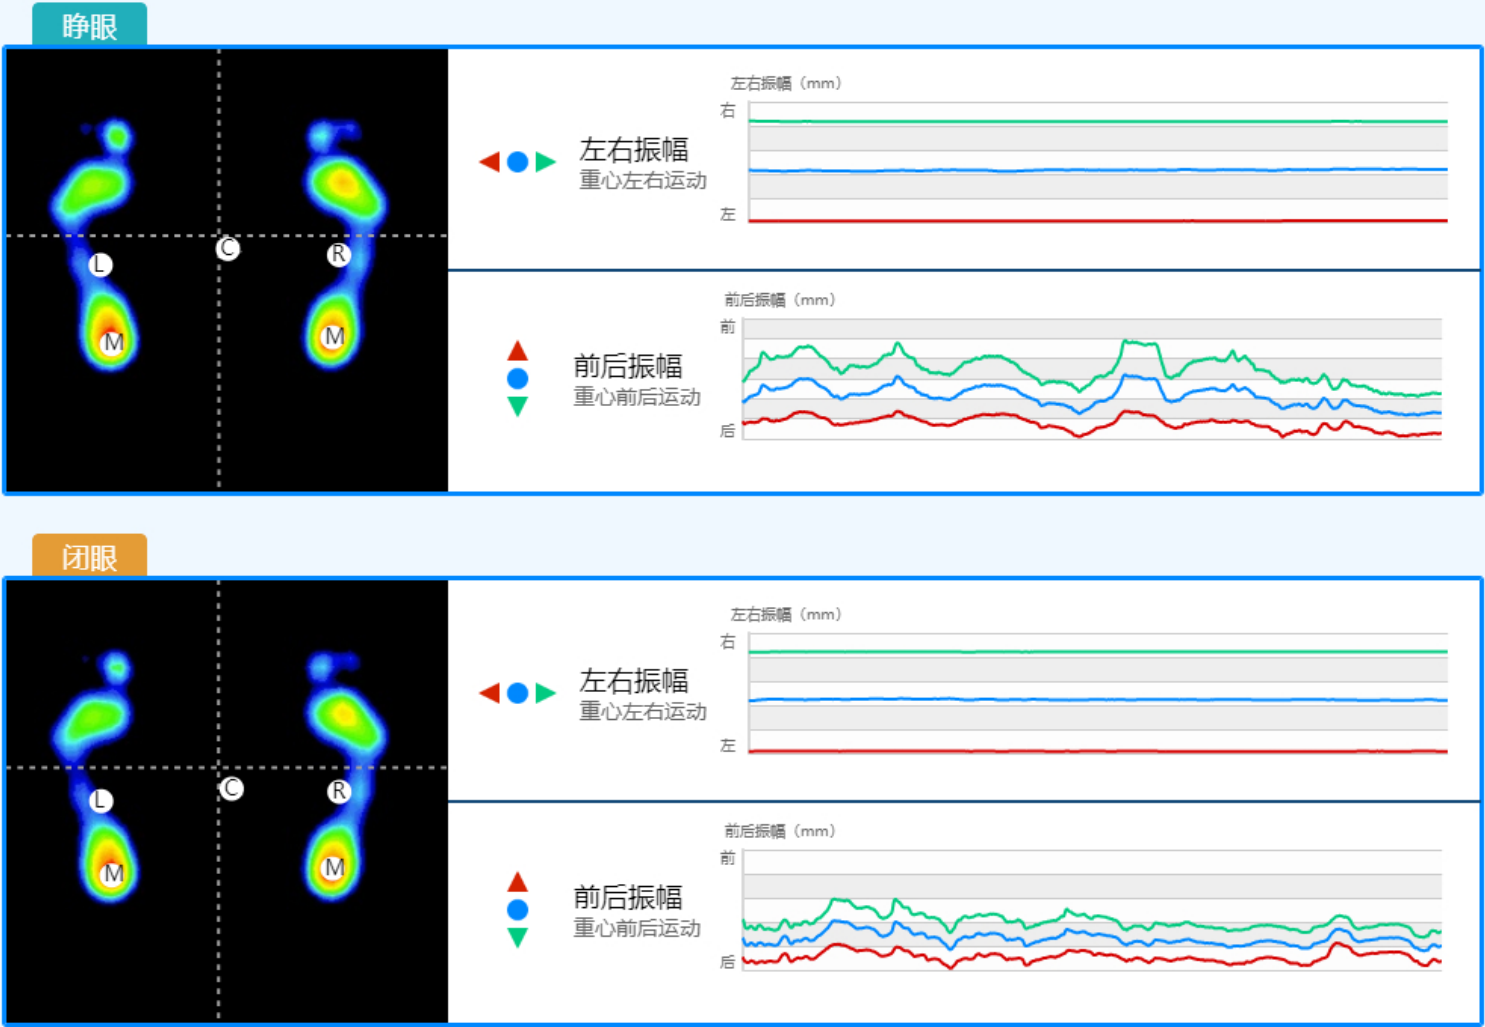 睁眼
左右振幅（mm）
右
左右振幅
重心左右运动
左
C
L
R
M
M
前后振幅（mm）
前
前后振幅
重心前后运动
后
闭眼
左右振幅（mm）
右
左右振幅
重心左右运动
左
C
L
R
M
M
前后振幅（mm）
前
前后振幅
重心前后运动
后